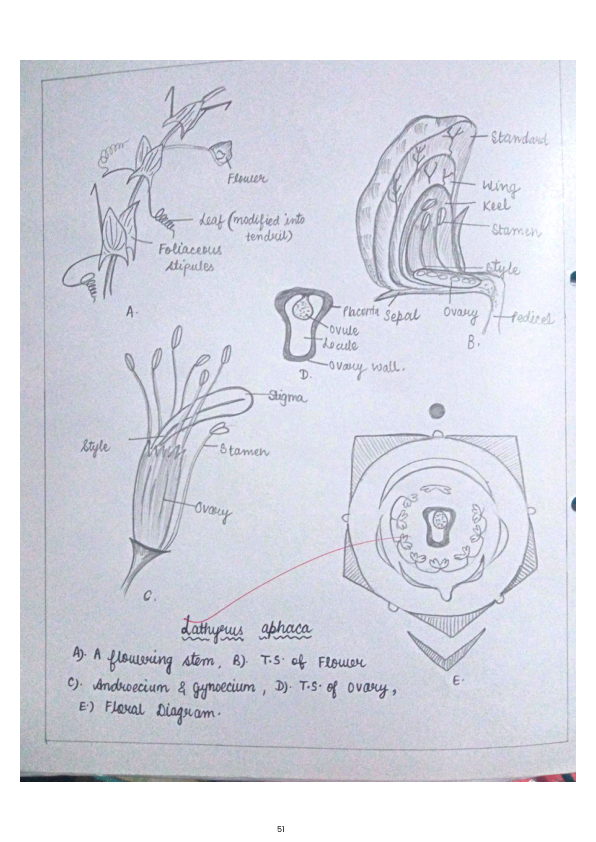 Flower
Leaf (modified into
tendril)
Foliaceous
stipules
A.
Standard
Wing
Keel
Stamen
Style
Ovary
Sepal
Pedicel
B.
Placenta
Ovule
Locule
Ovary wall.
D.
Stigma
Style
Stamen
Ovary
C.
E.
Lathyrus aphaca
A). A flowering stem, B). T.S. of Flower
C). Androecium & Gynoecium, D). T.S. of Ovary,
E.) Floral Diagram.
51